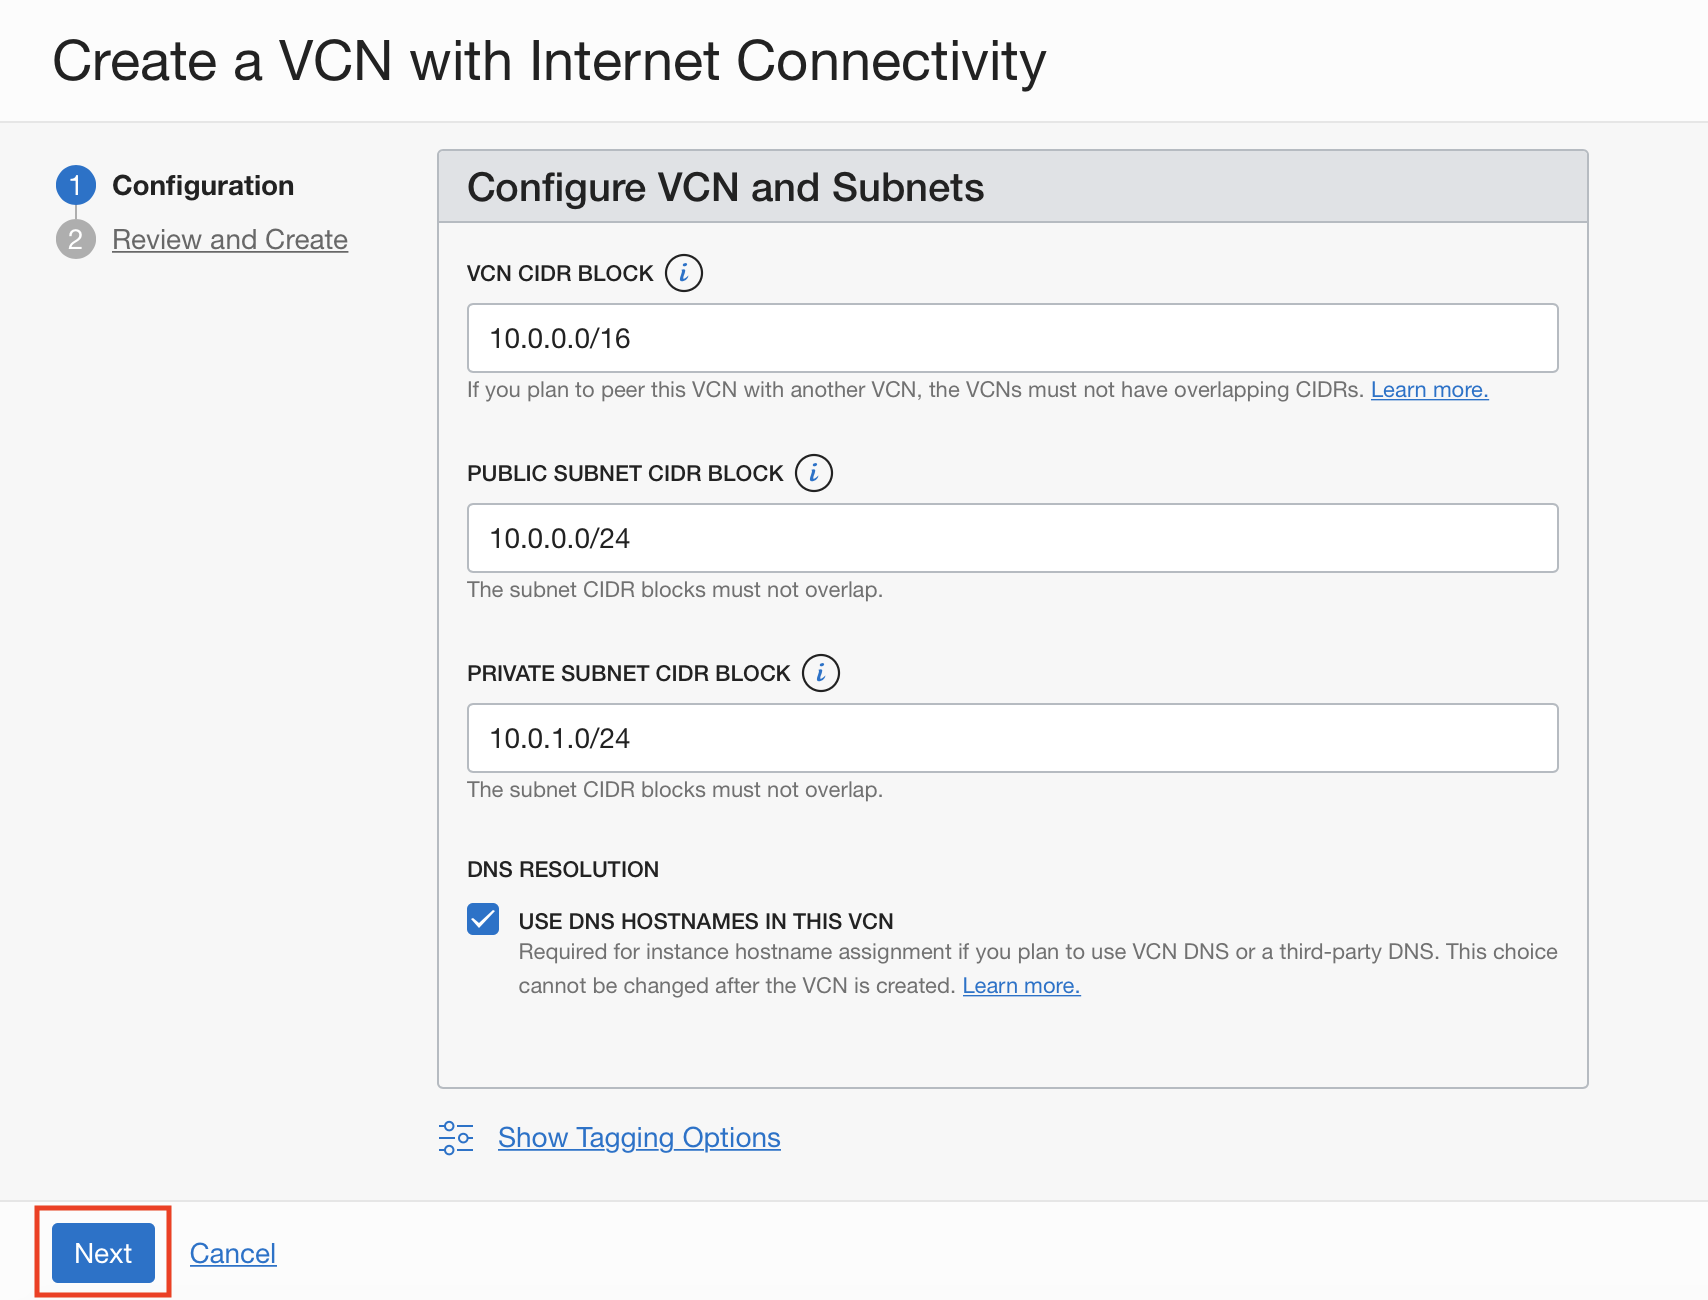 Create a VCN with Internet Connectivity
1 Configuration
2 Review and Create
Configure VCN and Subnets
VCN CIDR BLOCK i
10.0.0.0/16
If you plan to peer this VCN with another VCN, the VCNs must not have overlapping CIDRs. Learn more.
PUBLIC SUBNET CIDR BLOCK i
10.0.0.0/24
The subnet CIDR blocks must not overlap.
PRIVATE SUBNET CIDR BLOCK i
10.0.1.0/24
The subnet CIDR blocks must not overlap.
DNS RESOLUTION
USE DNS HOSTNAMES IN THIS VCN
Required for instance hostname assignment if you plan to use VCN DNS or a third-party DNS. This choice
cannot be changed after the VCN is created. Learn more.
Show Tagging Options
Next Cancel